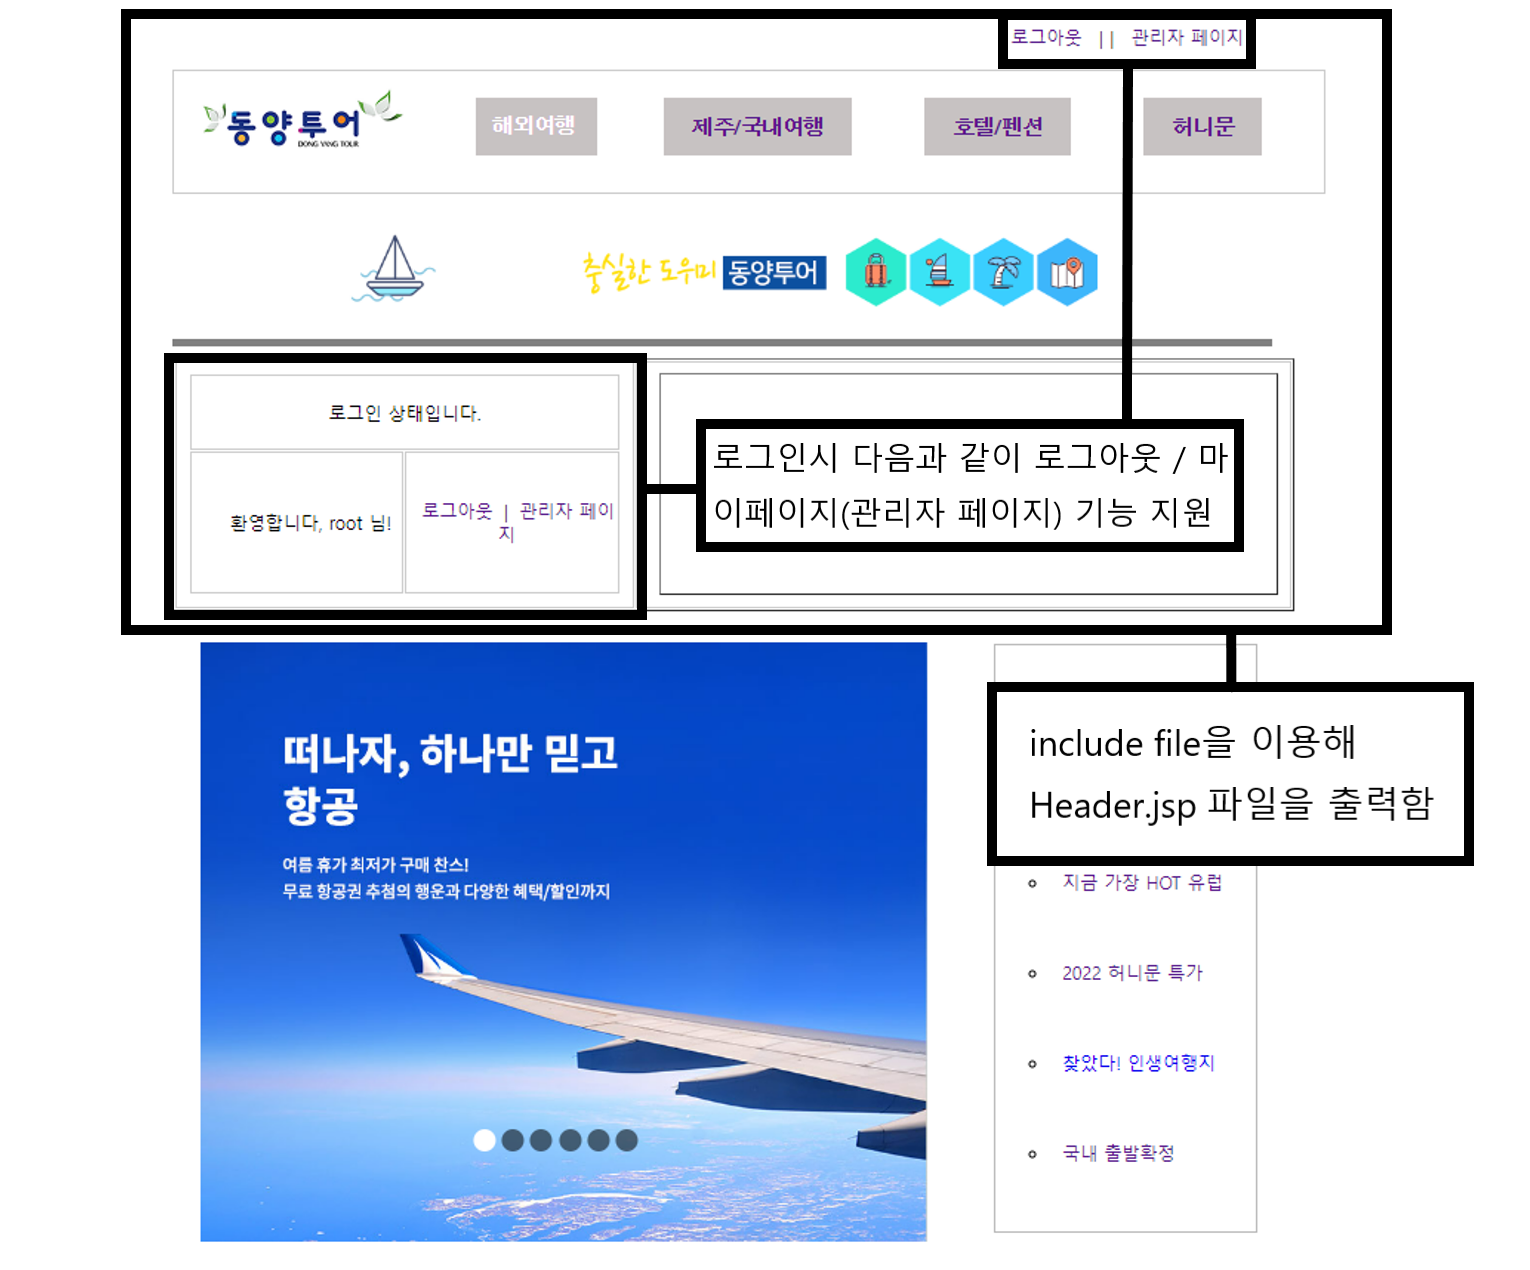 로그아웃 || 관리자 페이지
동양투어
DONG YANG TOUR
해외여행
제주/국내여행
호텔/펜션
허니문
충실한 도우미 동양투어
로그인 상태입니다.
환영합니다, root 님!
로그아웃 | 관리자 페이
지
로그인시 다음과 같이 로그아웃 / 마
이페이지(관리자 페이지) 기능 지원
떠나자, 하나만 믿고
항공
여름 휴가 최저가 구매 찬스!
무료 항공권 추첨의 행운과 다양한 혜택/할인까지
include file을 이용해
Header.jsp 파일을 출력함
지금 가장 HOT 유럽
2022 허니문 특가
찾았다! 인생여행지
국내 출발확정